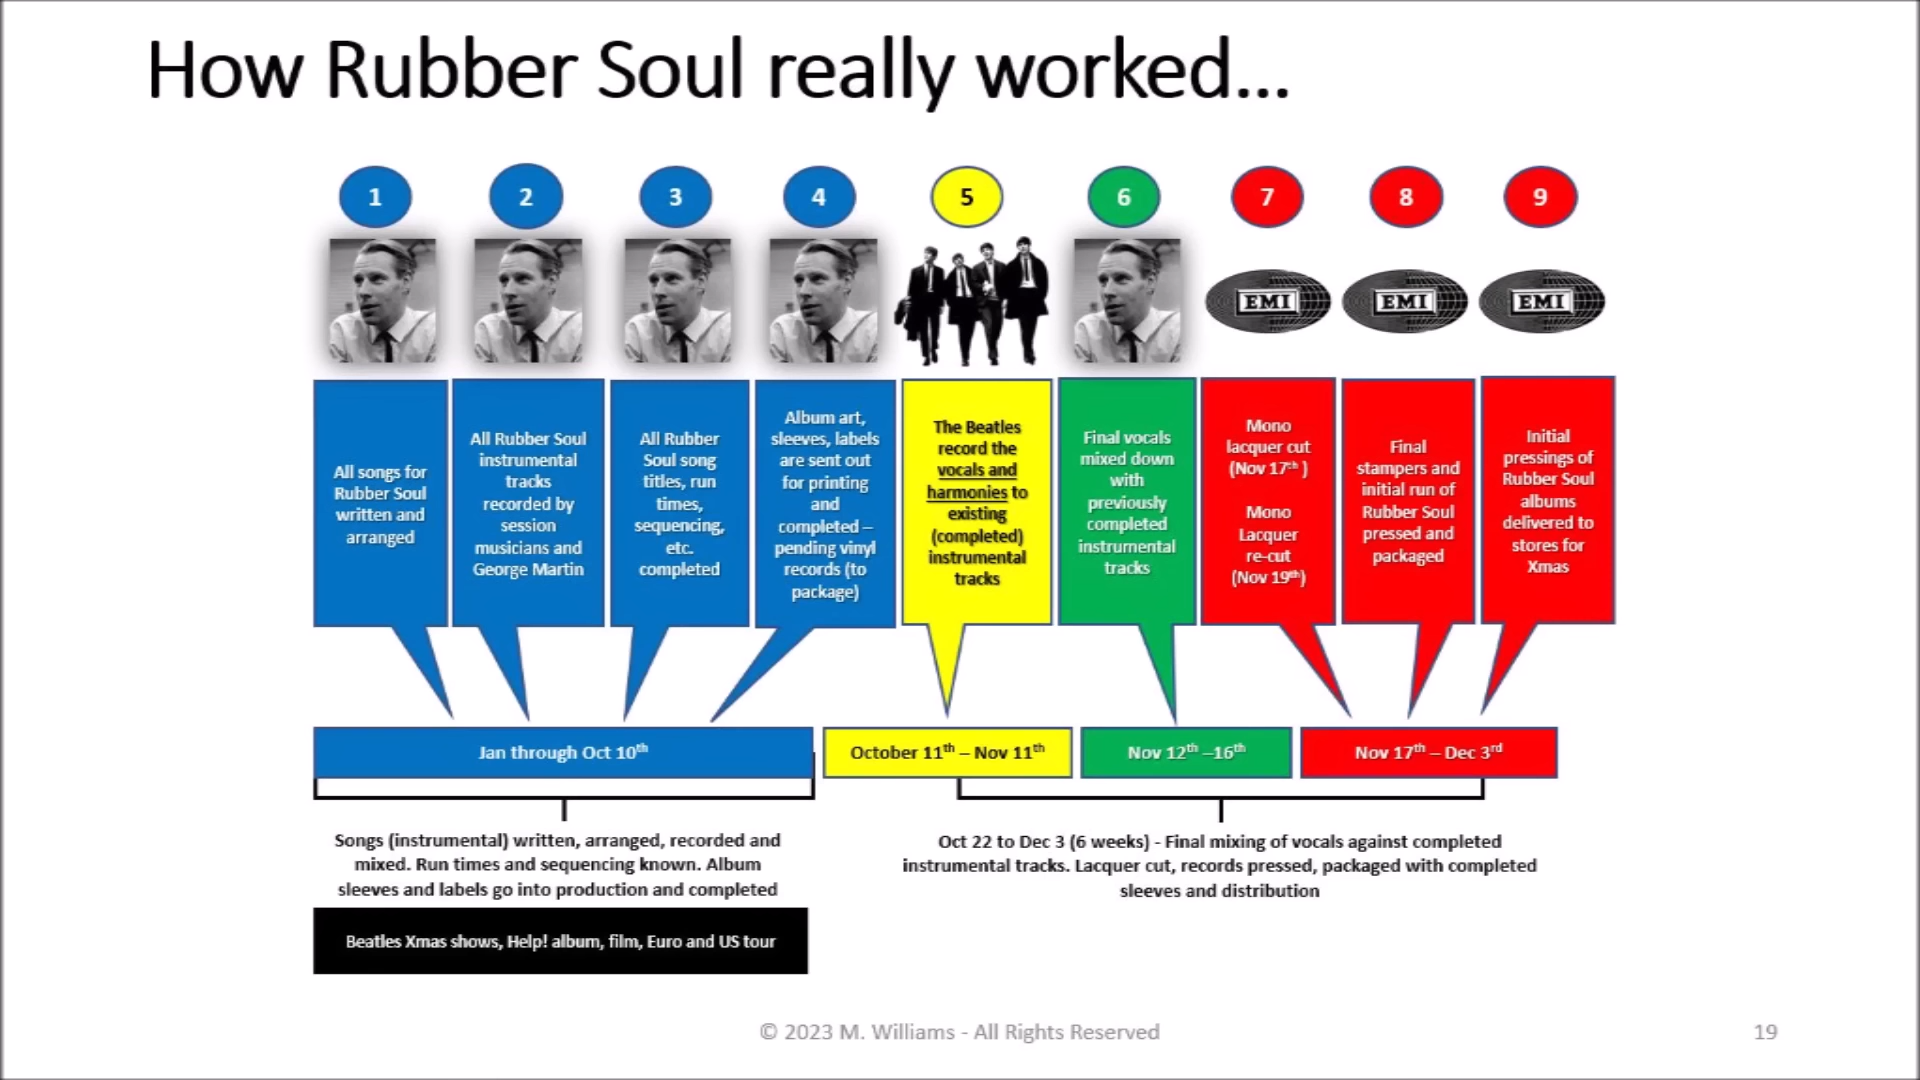 How Rubber Soul really worked...
1
2
3
4
5
6
7
8
9
EMI
EMI
EMI
All songs for
Rubber Soul
written and
arranged
All Rubber Soul
instrumental
tracks
recorded by
session
musicians and
George Martin
All Rubber
Soul song
titles, run
times,
sequencing,
etc.
completed
Album art,
sleeves, labels
are sent out
for printing
and
completed –
pending vinyl
records (to
package)
The Beatles
record the
vocals and
harmonies to
existing
(completed)
instrumental
tracks
Final vocals
mixed down
with
previously
completed
instrumental
tracks
Mono
lacquer cut
(Nov 17th )
Mono
Lacquer
re-cut
(Nov 19th)
Final
stampers and
initial run of
Rubber Soul
pressed and
packaged
Initial
pressings of
Rubber Soul
albums
delivered to
stores for
Xmas
Jan through Oct 10th
October 11th – Nov 11th
Nov 12th –16th
Nov 17th – Dec 3rd
Songs (instrumental) written, arranged, recorded and
mixed. Run times and sequencing known. Album
sleeves and labels go into production and completed
Oct 22 to Dec 3 (6 weeks) - Final mixing of vocals against completed
instrumental tracks. Lacquer cut, records pressed, packaged with completed
sleeves and distribution
Beatles Xmas shows, Help! album, film, Euro and US tour
© 2023 M. Williams - All Rights Reserved
19